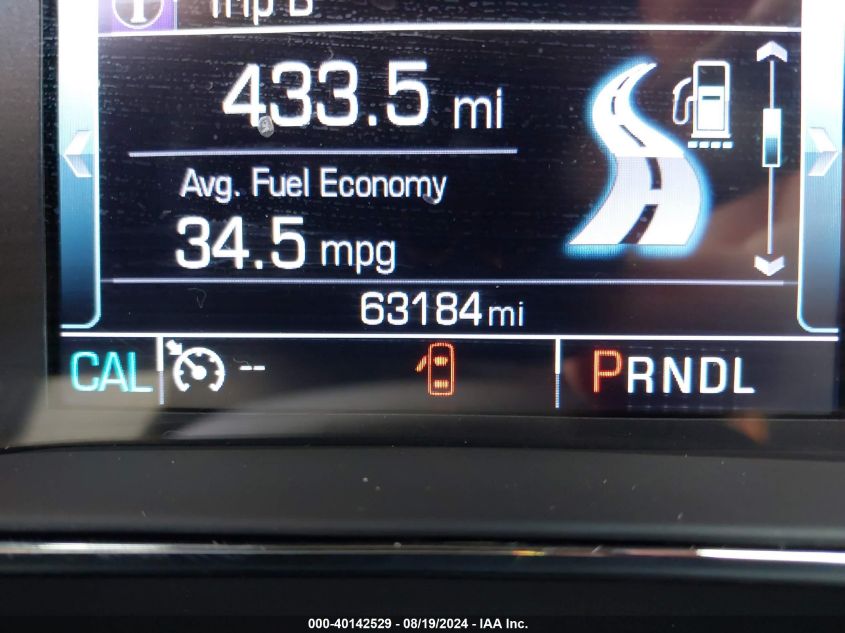 Trip B
433.5 mi
Avg. Fuel Economy
34.5 mpg
63184 mi
CAL -- PRNDL
000-40142529 - 08/19/2024 - IAA Inc.